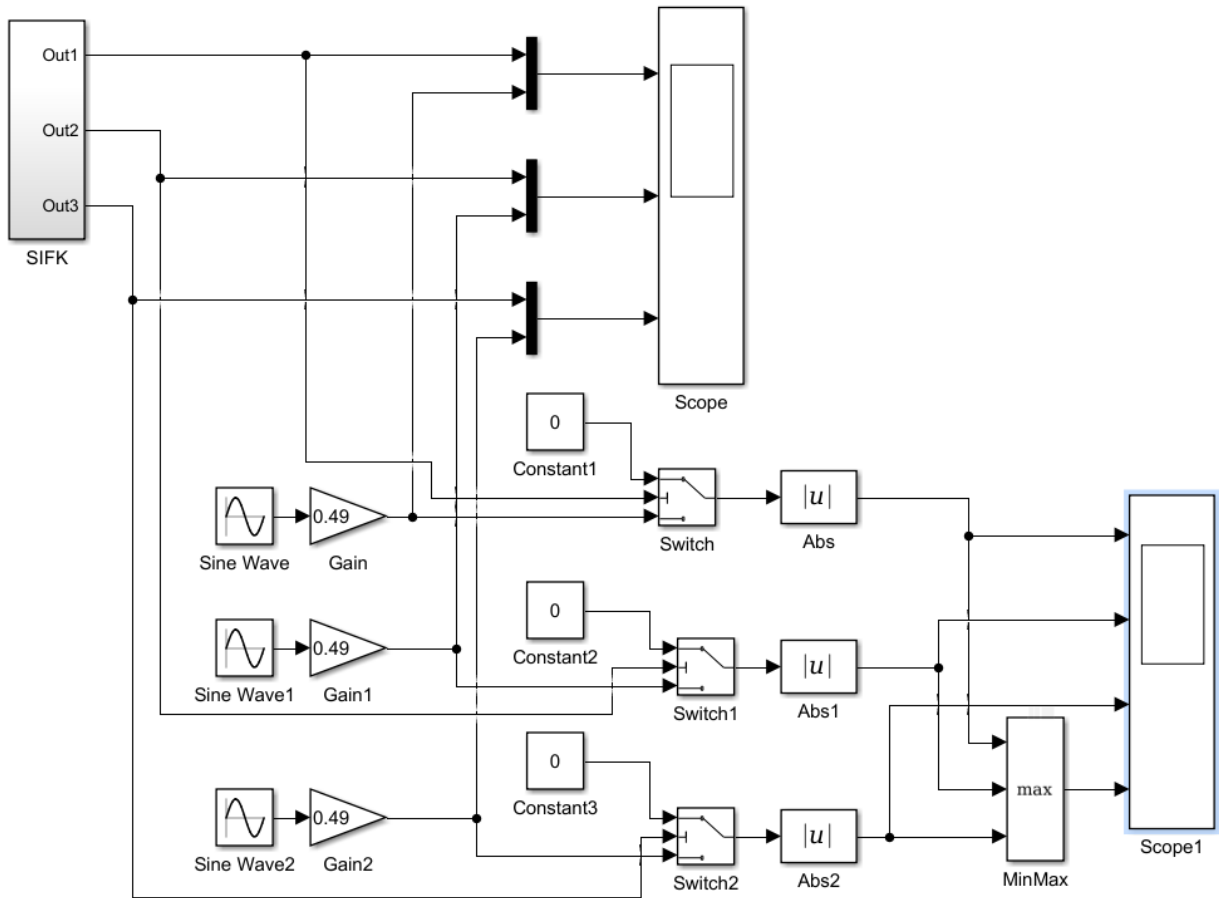 Out1
Out2
Out3
SIFK
Scope
0
Constant1
0.49
Sine Wave
Gain
Switch
|u|
Abs
0
Constant2
0.49
Sine Wave1
Gain1
Switch1
|u|
Abs1
0
Constant3
0.49
Sine Wave2
Gain2
Switch2
|u|
Abs2
max
MinMax
Scope1